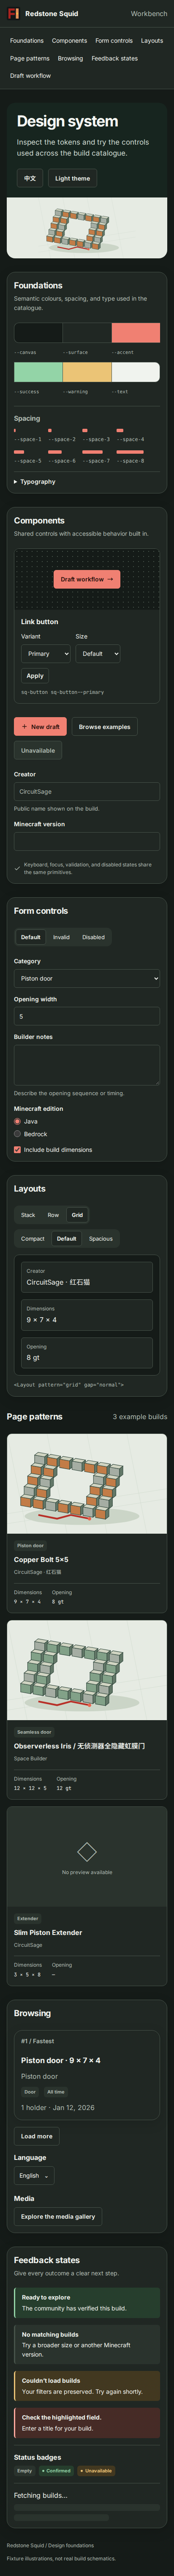 Redstone Squid
Workbench
Foundations Components Form controls Layouts
Page patterns Browsing Feedback states
Draft workflow
Design system
Inspect the tokens and try the controls
used across the build catalogue.
中文
Light theme
Foundations
Semantic colours, spacing, and type used in the
catalogue.
--canvas --surface --accent
--success --warning --text
Spacing
--space-1 --space-2 --space-3 --space-4
--space-5 --space-6 --space-7 --space-8
Typography
Components
Shared controls with accessible behavior built in.
Draft workflow →
Link button
Variant Size
Primary Default
Apply
sq-button sq-button--primary
+ New draft
Browse examples
Unavailable
Creator
CircuitSage
Public name shown on the build.
Minecraft version
Keyboard, focus, validation, and disabled states share
the same primitives.
Form controls
Default Invalid Disabled
Category
Piston door
Opening width
5
Builder notes
Describe the opening sequence or timing.
Minecraft edition
Java
Bedrock
Include build dimensions
Layouts
Stack Row Grid
Compact Default Spacious
Creator
CircuitSage · 红石猫
Dimensions
9 × 7 × 4
Opening
8 gt
<Layout pattern="grid" gap="normal">
Page patterns
3 example builds
Piston door
Copper Bolt 5×5
CircuitSage · 红石猫
Dimensions Opening
9 × 7 × 4 8 gt
Seamless door
Observerless Iris / 无侦测器全隐藏虹膜门
Space Builder
Dimensions Opening
12 × 12 × 5 12 gt
No preview available
Extender
Slim Piston Extender
CircuitSage
Dimensions Opening
3 × 5 × 8 —
Browsing
#1 / Fastest
Piston door · 9 × 7 × 4
Piston door
Door All time
1 holder · Jan 12, 2026
Load more
Language
English
Media
Explore the media gallery
Feedback states
Give every outcome a clear next step.
Ready to explore
The community has verified this build.
No matching builds
Try a broader size or another Minecraft
version.
Couldn't load builds
Your filters are preserved. Try again shortly.
Check the highlighted field.
Enter a title for your build.
Status badges
Empty Confirmed Unavailable
Fetching builds...
Redstone Squid / Design foundations
Fixture illustrations, not real build schematics.